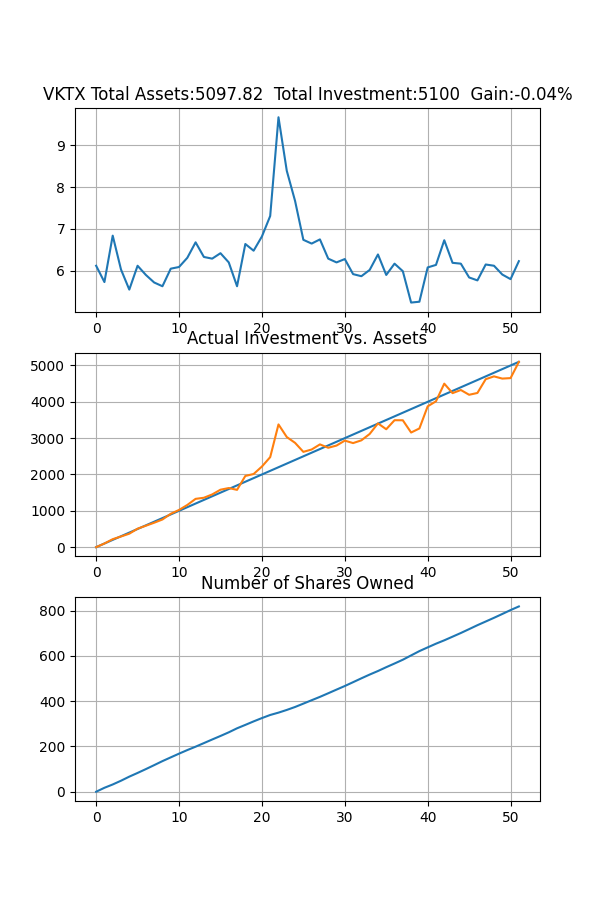 VKTX Total Assets:5097.82  Total Investment:5100  Gain:-0.04%
9
8
7
6
0 10 20 30 40 50
Actual Investment vs. Assets
5000
4000
3000
2000
1000
0
0 10 20 30 40 50
Number of Shares Owned
800
600
400
200
0
0 10 20 30 40 50